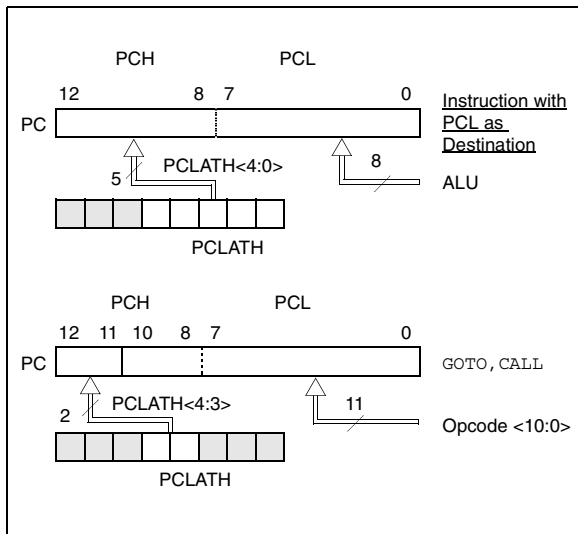 PCH PCL
12 8 7 0
Instruction with
PCL as
Destination
PC
5 PCLATH<4:0>
8
ALU
PCLATH
PCH PCL
12 11 10 8 7 0
PC
GOTO, CALL
2 PCLATH<4:3>
11
Opcode <10:0>
PCLATH